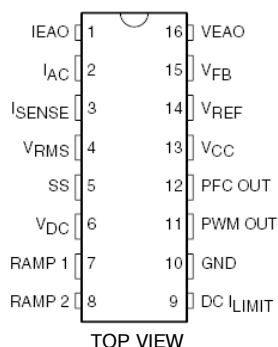 IEAO 1 16 VEAO
IAC 2 15 VFB
ISENSE 3 14 VREF
VRMS 4 13 VCC
SS 5 12 PFC OUT
VDC 6 11 PWM OUT
RAMP 1 7 10 GND
RAMP 2 8 9 DC ILIMIT
TOP VIEW